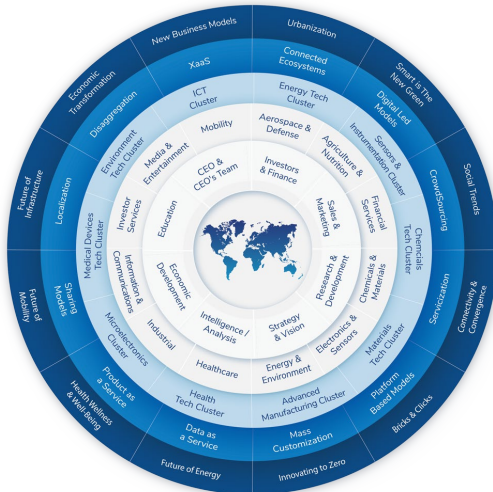 Urbanization
Smart is The
New Green
Social Trends
Connectivity &
Convergence
Bricks & Clicks
Innovating to Zero
Future of Energy
Health Wellness
& Well-Being
Future of
Mobility
Future of
Infrastructure
Economic
Transformation
New Business Models
Connected
Ecosystems
Digital Led
Models
CrowdSourcing
Servicization
Platform
Based Models
Mass
Customization
Data as
a Service
Product as
a Service
Sharing
Models
Localization
Disaggregation
XaaS
Energy Tech
Cluster
Sensors &
Instrumentation Cluster
Chemcials
Tech Cluster
Materials
Tech Cluster
Advanced
Manufacturing Cluster
Health
Tech Cluster
Microelectronics
Cluster
Medical Devices
Tech Cluster
Environment
Tech Cluster
ICT
Cluster
Aerospace &
Defense
Agriculture &
Nutrition
Financial
Services
Chemicals &
Materials
Electronics &
Sensors
Energy &
Environment
Healthcare
Industrial
Information &
Communications
Investor
Services
Media &
Entertainment
Mobility
Investors
& Finance
Sales &
Marketing
Research &
Development
Strategy
& Vision
Intelligence /
Analysis
Economic
Development
Education
CEO &
CEO's Team